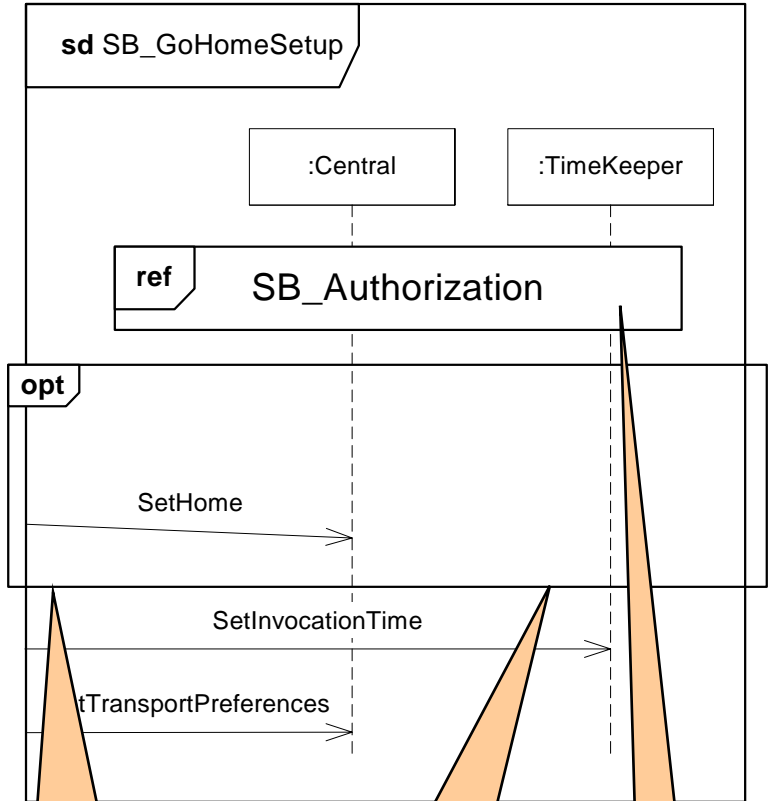 sd SB_GoHomeSetup
:Central
:TimeKeeper
ref
SB_Authorization
opt
SetHome
SetInvocationTime
tTransportPreferences